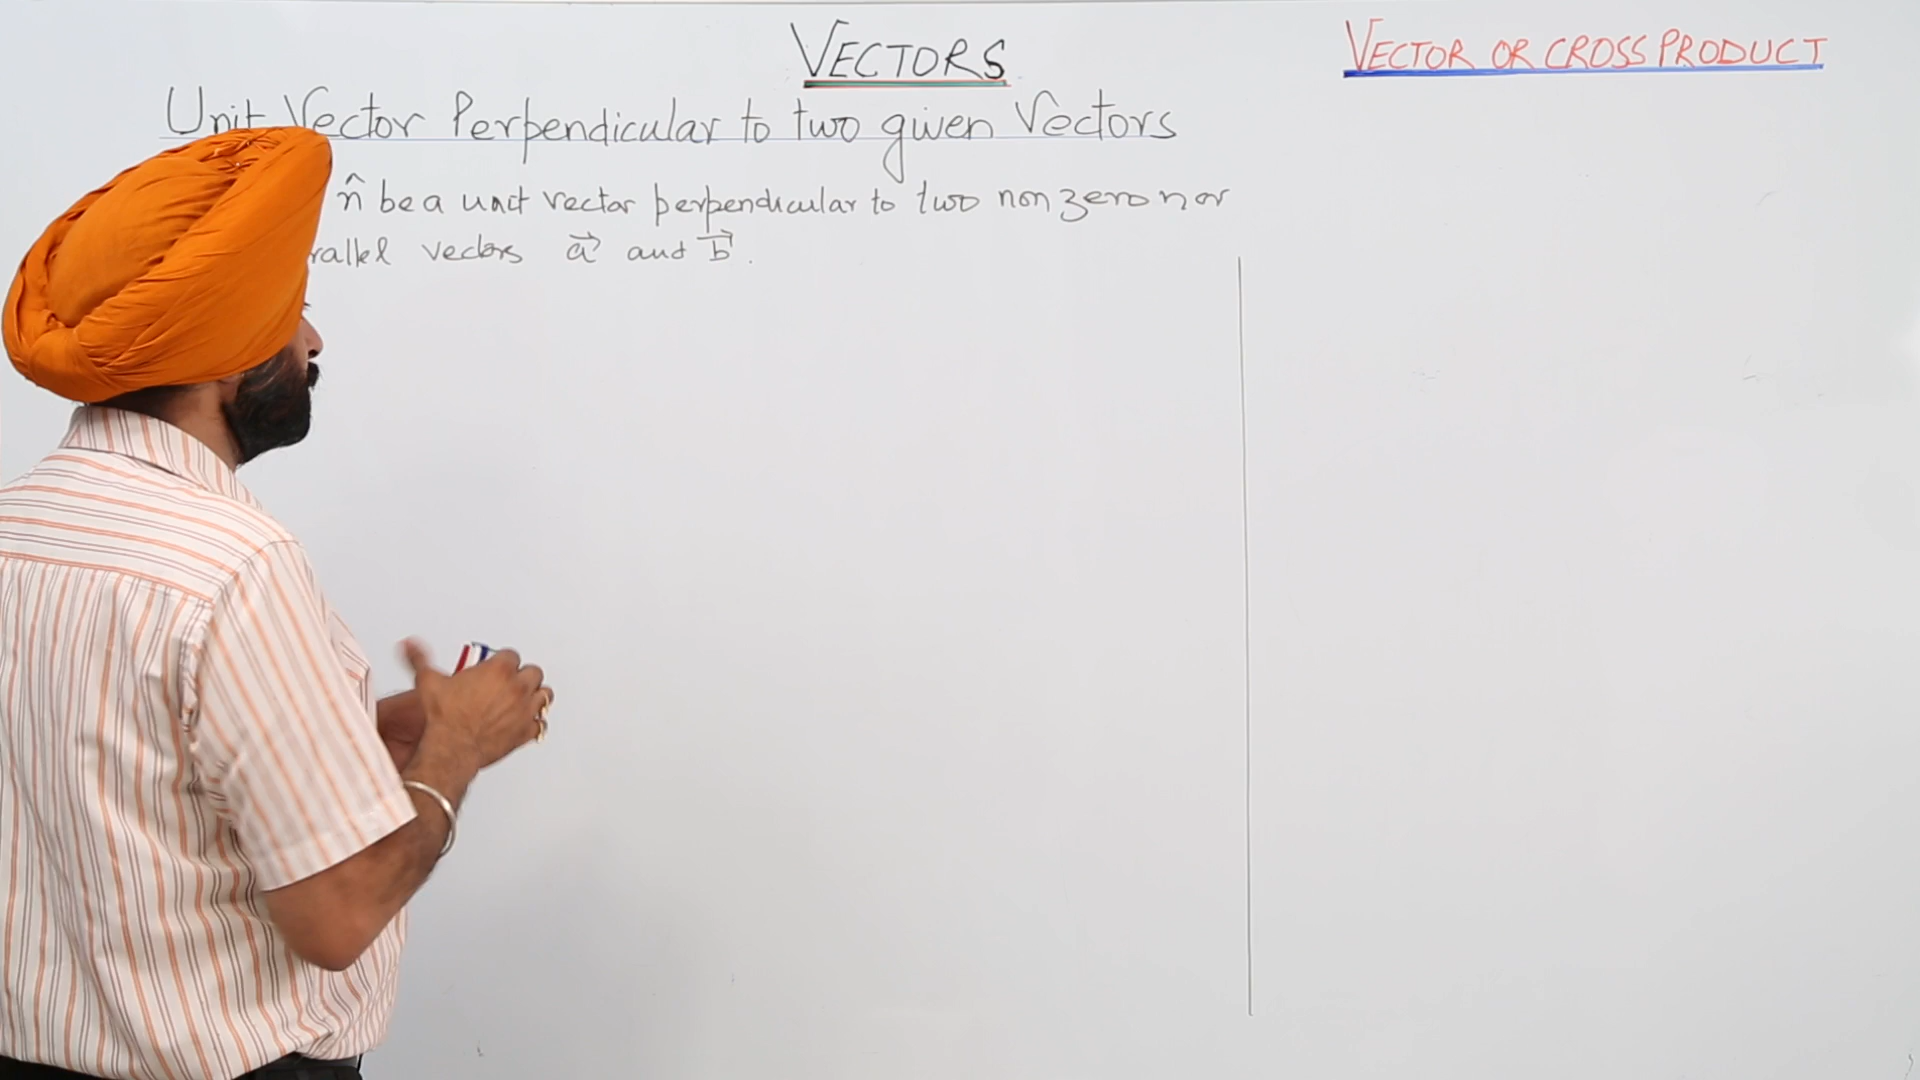 VECTORS
VECTOR OR CROSS PRODUCT
Unit Vector Perpendicular to two given Vectors
n̂ be a unit vector perpendicular to two non zero non
rallel vectors a⃗ and b⃗.